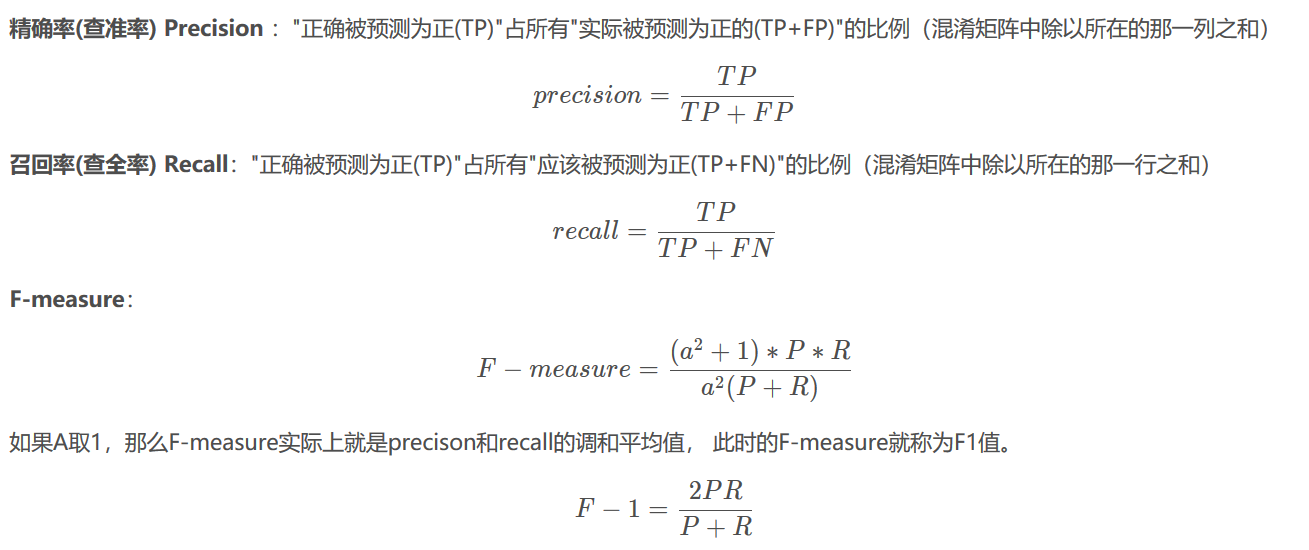 精确率(查准率) Precision ："正确被预测为正(TP)"占所有"实际被预测为正的(TP+FP)"的比例（混淆矩阵中除以所在的那一列之和）
precision = \frac{TP}{TP + FP}
召回率(查全率) Recall："正确被预测为正(TP)"占所有"应该被预测为正(TP+FN)"的比例（混淆矩阵中除以所在的那一行之和）
recall = \frac{TP}{TP + FN}
F-measure：
F - measure = \frac{(a^2 + 1) * P * R}{a^2(P + R)}
如果A取1，那么F-measure实际上就是precison和recall的调和平均值， 此时的F-measure就称为F1值。
F - 1 = \frac{2PR}{P + R}